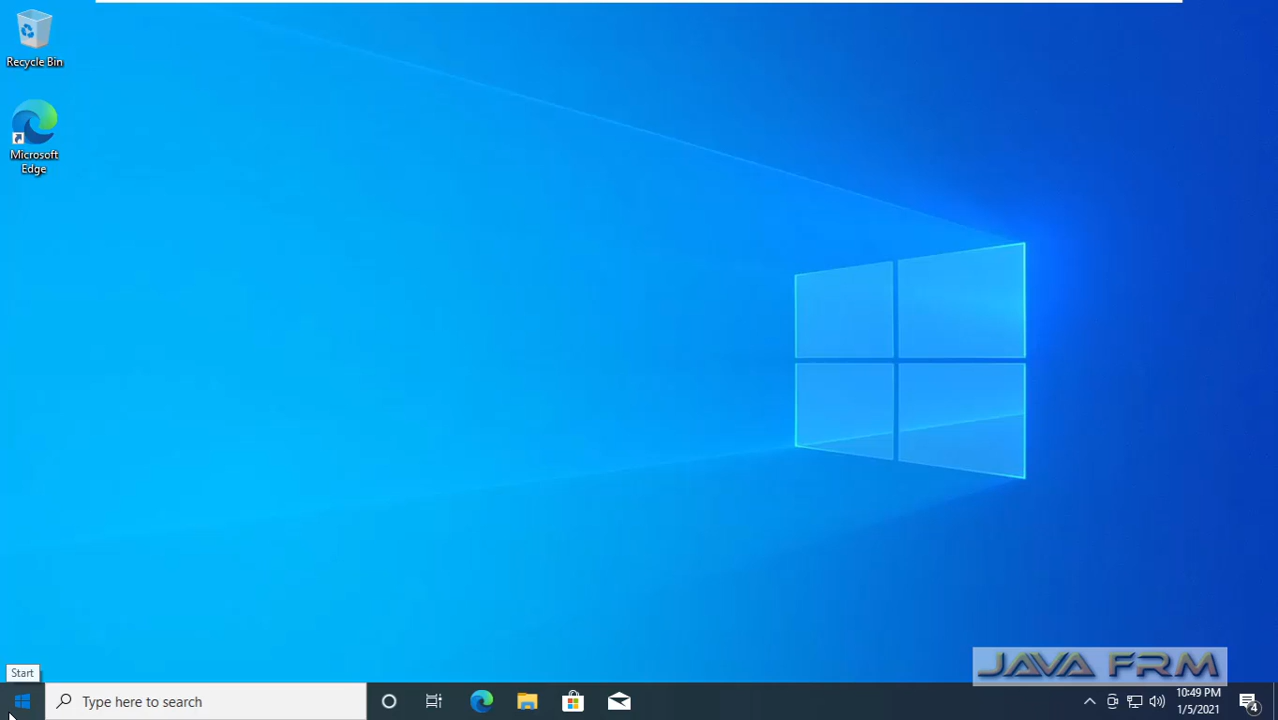 Recycle Bin
Microsoft
Edge
JAVA FRM
Start
Type here to search
10:49 PM
1/5/2021
4